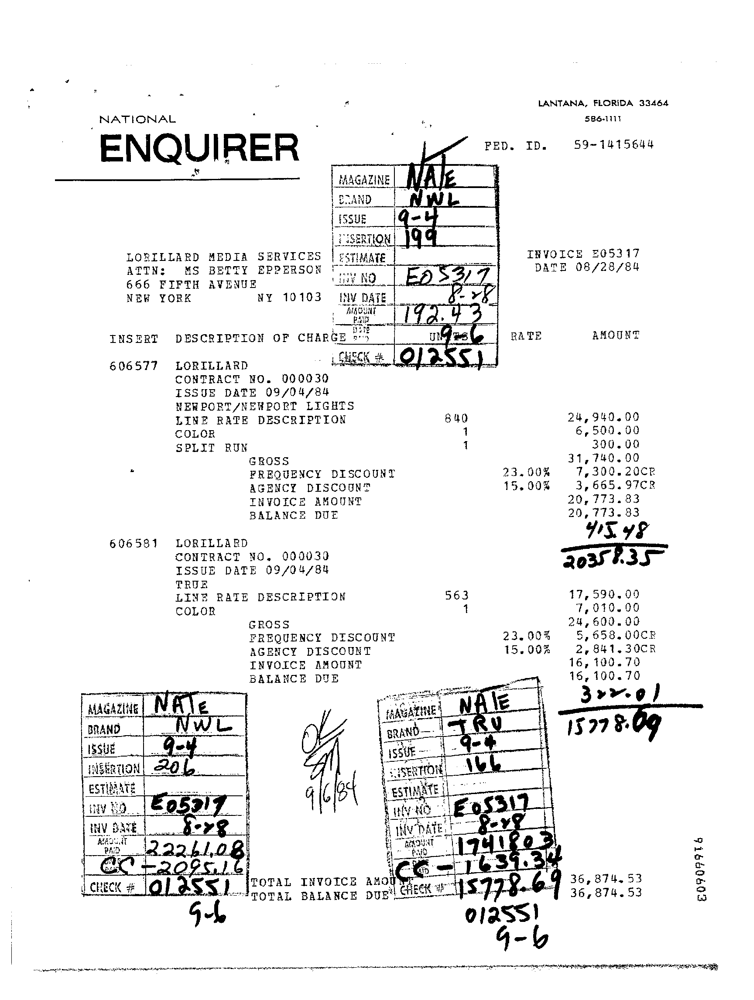 LANTANA, FLORIDA 33464
586-1111
NATIONAL
ENQUIRER
FED. ID. 59-1415644
MAGAZINE NATE
BRAND NWL
ISSUE 9-4
INSERTION 199
ESTIMATE
INV NO E05317
INV DATE 8-28
AMOUNT PAID 192.43
DATE 9-6
CHECK # 012551
LORILLARD MEDIA SERVICES
ATTN: MS BETTY EPPERSON
666 FIFTH AVENUE
NEW YORK NY 10103
INVOICE E05317
DATE 08/28/84
INSERT DESCRIPTION OF CHARGE RATE AMOUNT
606577 LORILLARD
CONTRACT NO. 000030
ISSUE DATE 09/04/84
NEWPORT/NEWPORT LIGHTS
LINE RATE DESCRIPTION 840 24,940.00
COLOR 1 6,500.00
SPLIT RUN 1 300.00
GROSS 31,740.00
FREQUENCY DISCOUNT 23.00% 7,300.20CR
AGENCY DISCOUNT 15.00% 3,665.97CR
INVOICE AMOUNT 20,773.83
BALANCE DUE 20,773.83
415.48
20358.35
606581 LORILLARD
CONTRACT NO. 000030
ISSUE DATE 09/04/84
TRUE
LINE RATE DESCRIPTION 563 17,590.00
COLOR 1 7,010.00
GROSS 24,600.00
FREQUENCY DISCOUNT 23.00% 5,658.00CR
AGENCY DISCOUNT 15.00% 2,841.30CR
INVOICE AMOUNT 16,100.70
BALANCE DUE 16,100.70
322.01
15778.69
MAGAZINE NATE
BRAND NWL
ISSUE 9-4
INSERTION 206
ESTIMATE
INV NO E05317
INV DATE 8-28
AMOUNT PAID 22261.08
CC -2095.16
CHECK # 012551
9-6
OK
9/6/84
MAGAZINE NATE
BRAND TRU
ISSUE 9-4
INSERTION 166
ESTIMATE
INV NO E05317
INV DATE 8-28
AMOUNT PAID 1741803
CC -1639.34
CHECK # 15778.69
012551
9-6
TOTAL INVOICE AMOUNT 36,874.53
TOTAL BALANCE DUE 36,874.53
91660603